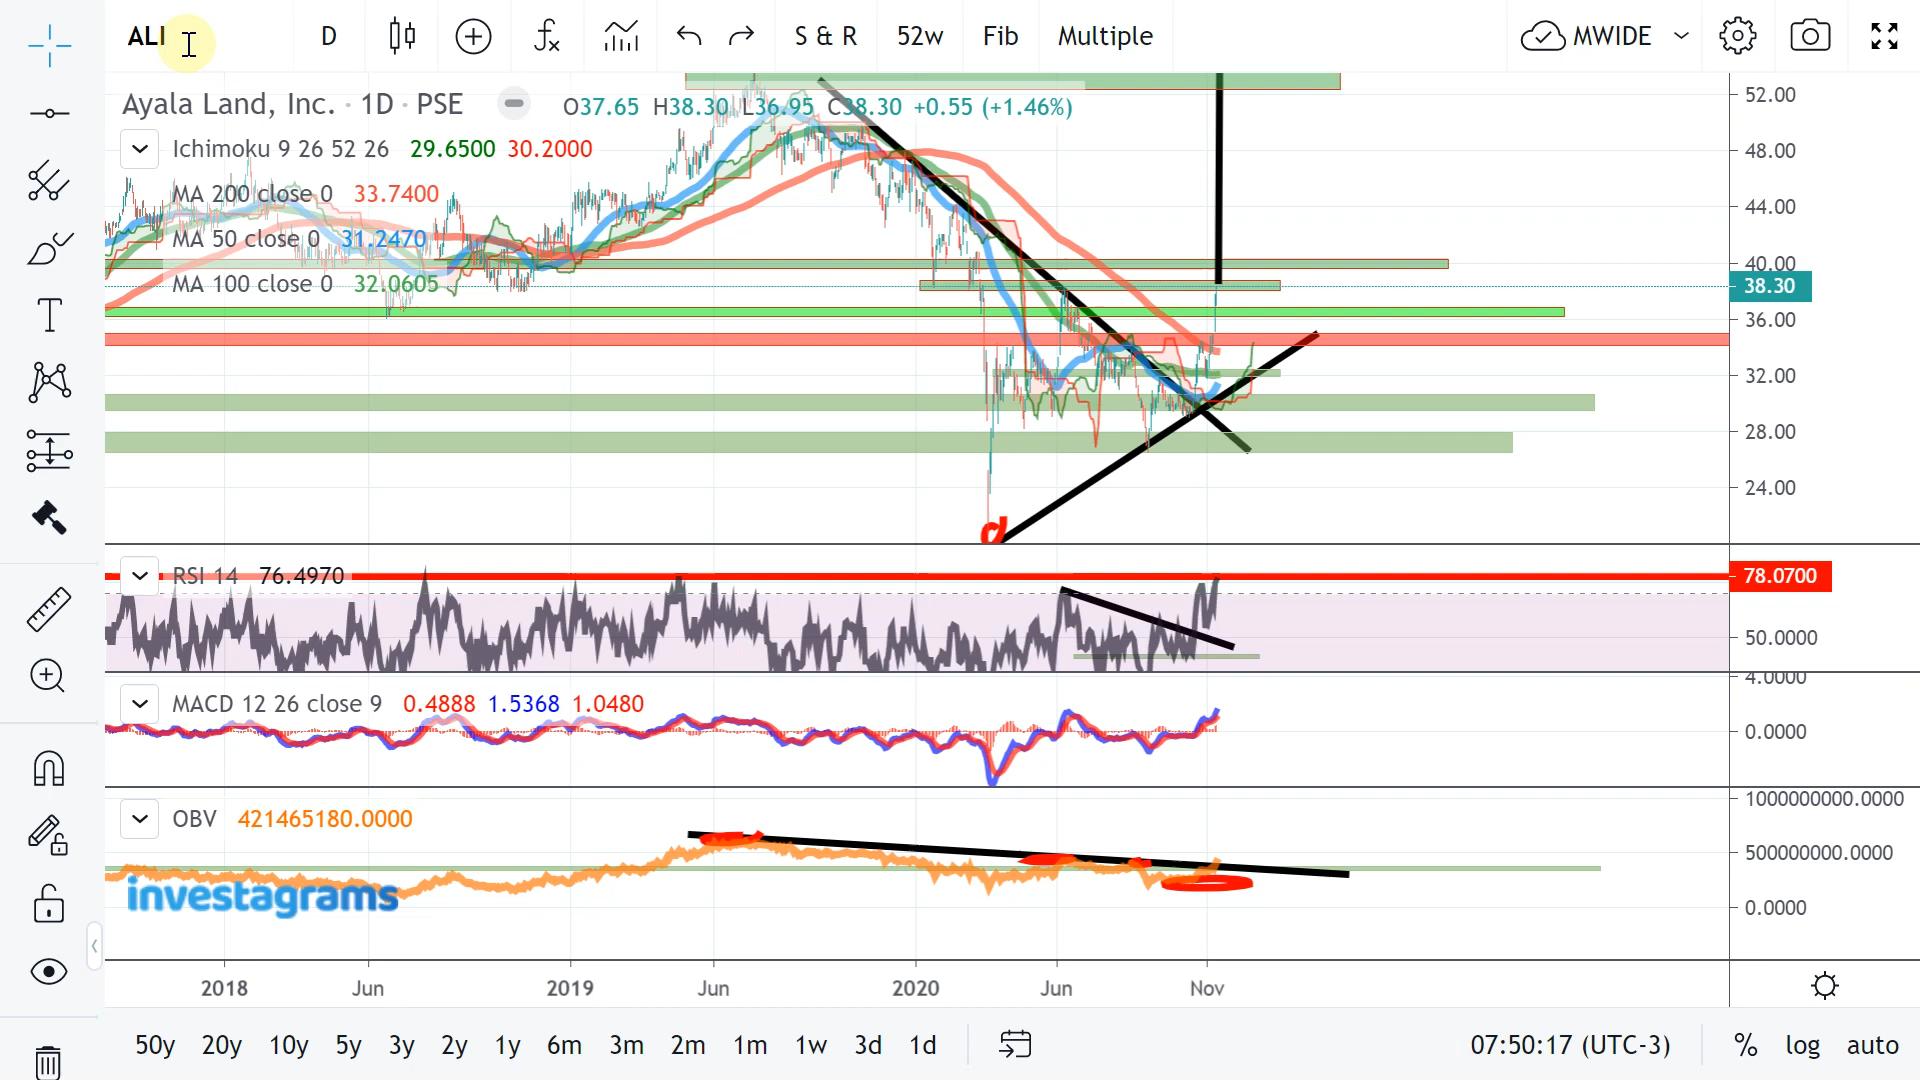 ALI D S & R 52w Fib Multiple MWIDE
Ayala Land, Inc. · 1D · PSE O37.65 H38.30 L36.95 C38.30 +0.55 (+1.46%)
Ichimoku 9 26 52 26 29.6500 30.2000
MA 200 close 0 33.7400
MA 50 close 0 31.2470
MA 100 close 0 32.0605
52.00
48.00
44.00
40.00
38.30
36.00
32.00
28.00
24.00
RSI 14 76.4970
78.0700
50.0000
MACD 12 26 close 9 0.4888 1.5368 1.0480
4.0000
0.0000
OBV 421465180.0000
1000000000.0000
500000000.0000
0.0000
investagrams
2018 Jun 2019 Jun 2020 Jun Nov
50y 20y 10y 5y 3y 2y 1y 6m 3m 2m 1m 1w 3d 1d 07:50:17 (UTC-3) % log auto